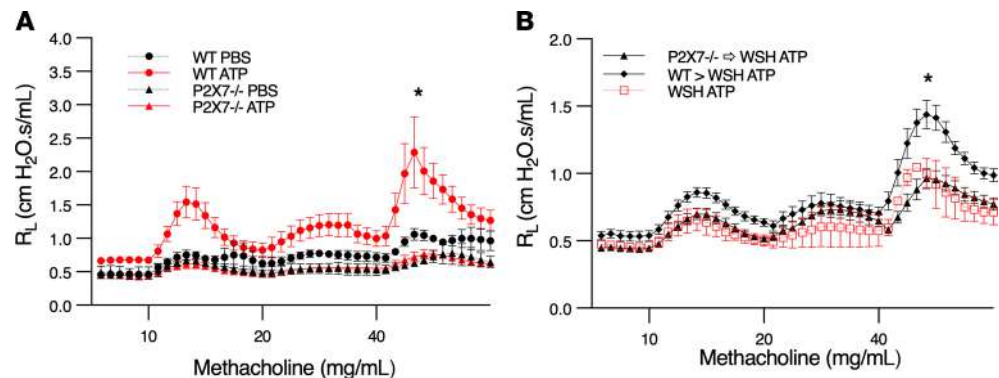 A
4.0
3.5
3.0
2.5
2.0
1.5
1.0
0.5
0.0
R_L (cm H₂O.s/mL)
WT PBS
WT ATP
P2X7-/- PBS
P2X7-/- ATP
*
10
20
40
Methacholine (mg/mL)
B
2.0
1.5
1.0
0.5
0.0
R_L (cm H₂O.s/mL)
P2X7-/- ⇨ WSH ATP
WT > WSH ATP
WSH ATP
*
10
20
40
Methacholine (mg/mL)